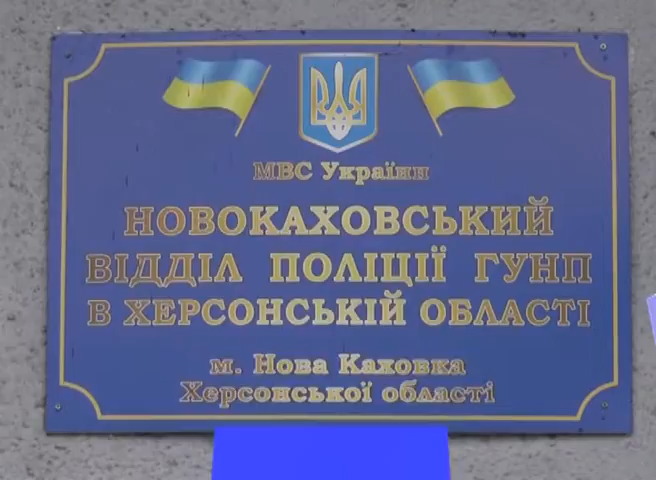 МВС України
НОВОКАХОВСЬКИЙ
ВІДДІЛ ПОЛІЦІЇ ГУНП
В ХЕРСОНСЬКІЙ ОБЛАСТІ
м. Нова Каховка
Херсонської області